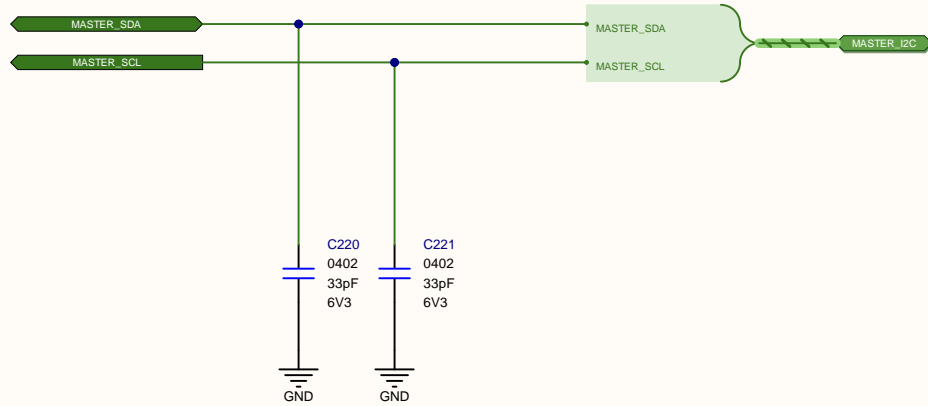 MASTER_SDA
MASTER_SCL
MASTER_SDA
MASTER_SCL
MASTER_I2C
C220
0402
33pF
6V3
C221
0402
33pF
6V3
GND
GND